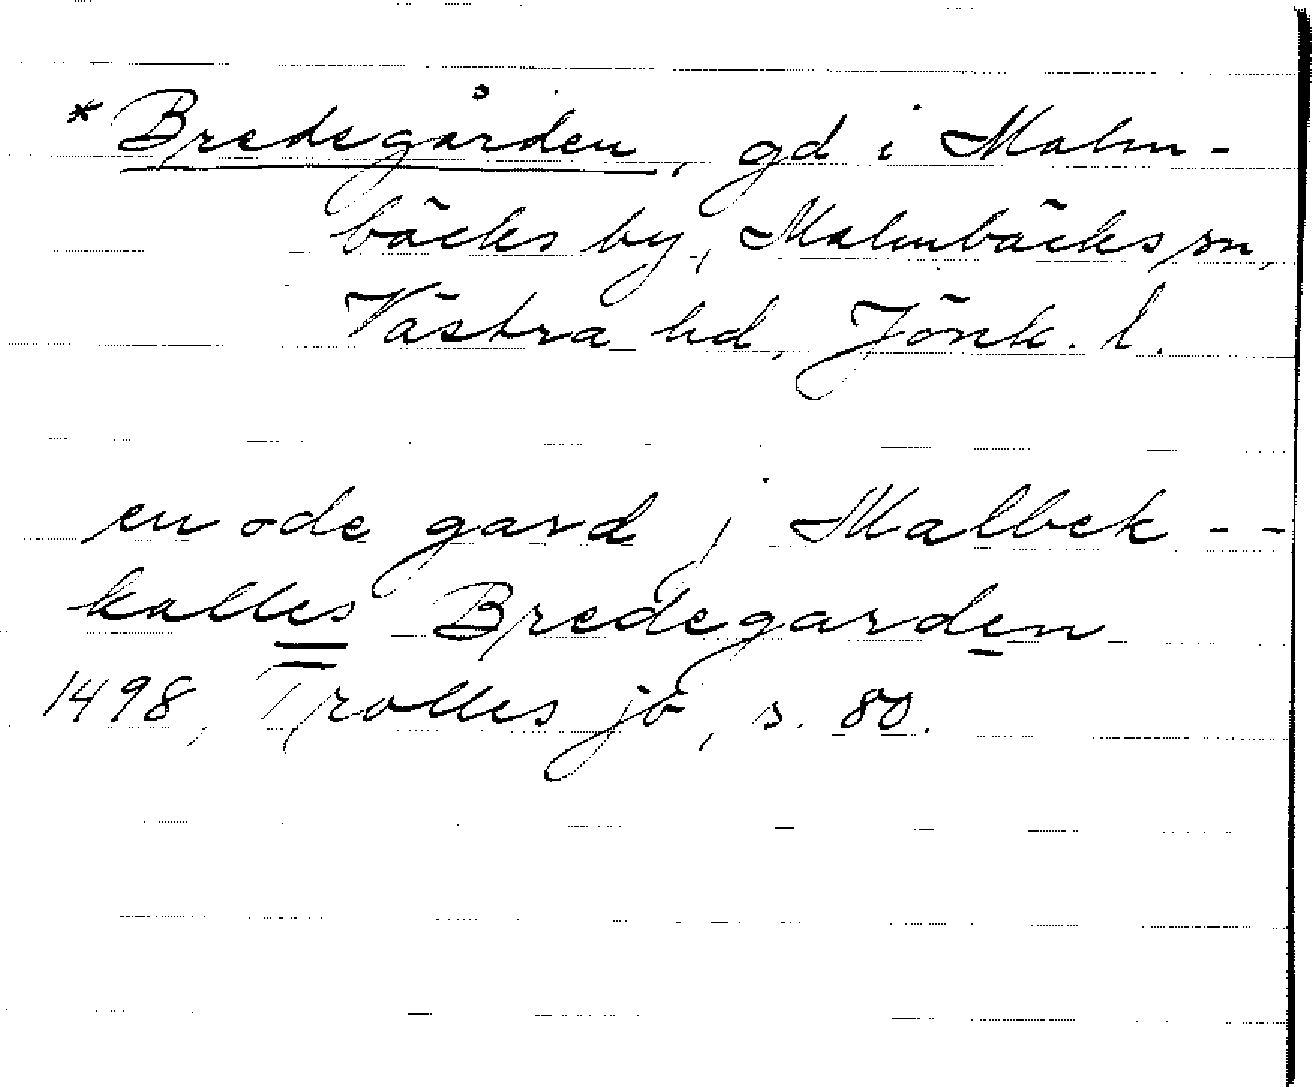 * Bredegården, gd i Malm-
bäcks by, Malmbäcks sn,
Västra hd, Jönk. l.
en ode gard j Malbek - -
kalles Bredegarden
1498, Trolles jb, s. 80.